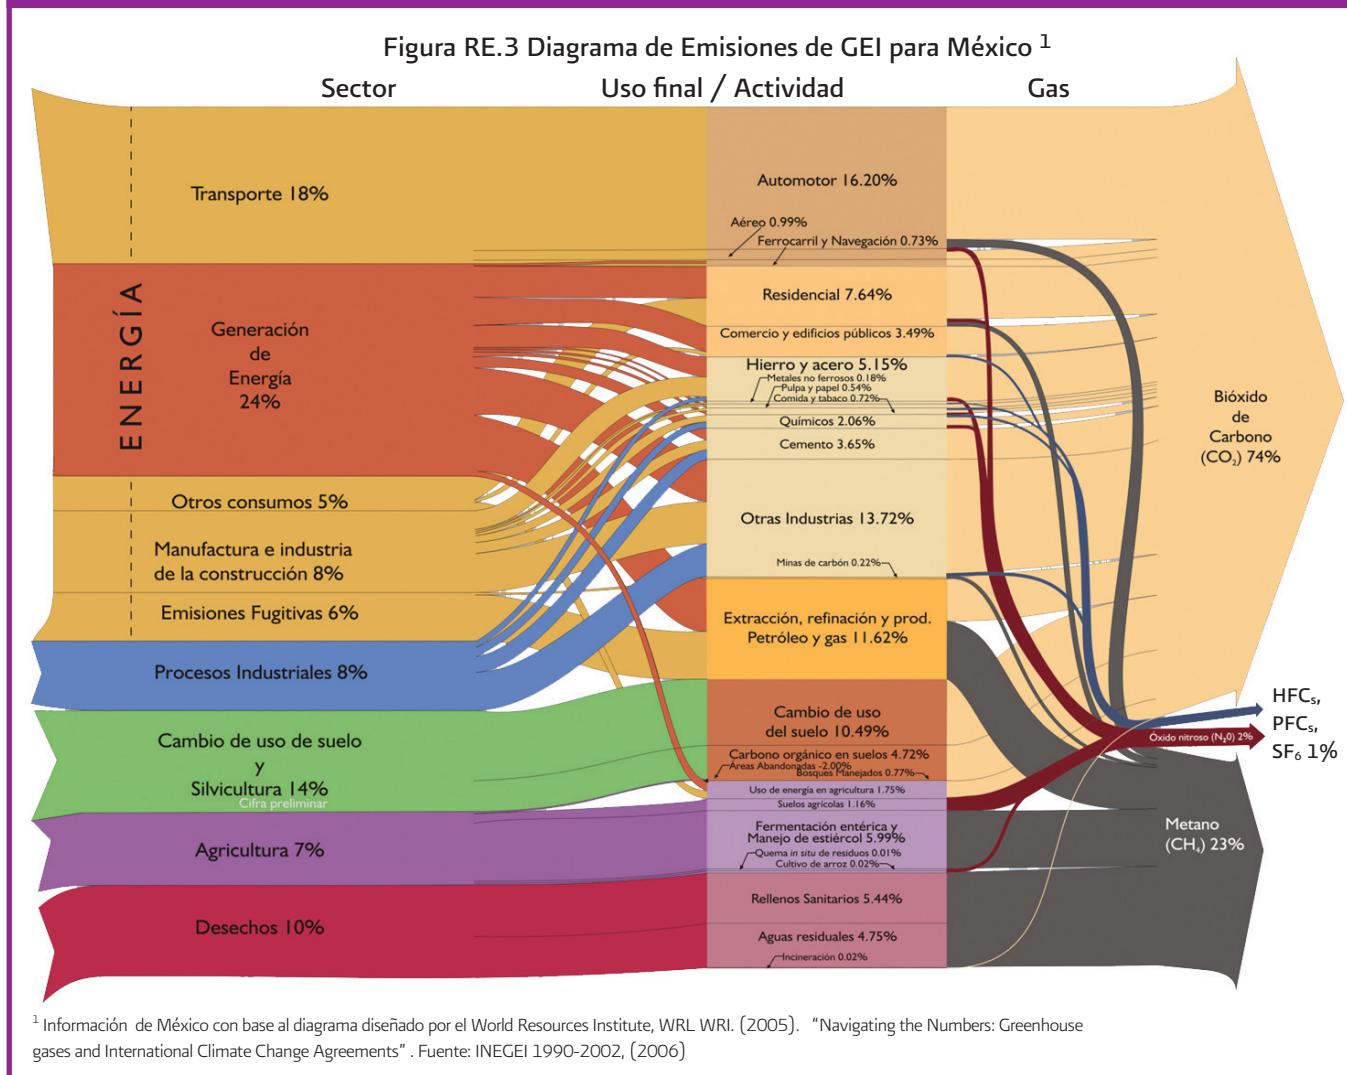 Figura RE.3 Diagrama de Emisiones de GEI para México ¹
Sector
Uso final / Actividad
Gas
ENERGÍA
Transporte 18%
Generación
de
Energía
24%
Otros consumos 5%
Manufactura e industria
de la construcción 8%
Emisiones Fugitivas 6%
Procesos Industriales 8%
Cambio de uso de suelo
y
Silvicultura 14%
Cifra preliminar
Agricultura 7%
Desechos 10%
Automotor 16.20%
Aéreo 0.99%
Ferrocarril y Navegación 0.73%
Residencial 7.64%
Comercio y edificios públicos 3.49%
Hierro y acero 5.15%
Metales no ferrosos 0.18%
Pulpa y papel 0.54%
Comida y tabaco 0.72%
Químicos 2.06%
Cemento 3.65%
Otras Industrias 13.72%
Minas de carbón 0.22%
Extracción, refinación y prod.
Petróleo y gas 11.62%
Cambio de uso
del suelo 10.49%
Carbono orgánico en suelos 4.72%
Áreas Abandonadas -2.00%
Bosques Manejados 0.77%
Uso de energía en agricultura 1.75%
Suelos agrícolas 1.16%
Fermentación entérica y
Manejo de estiércol 5.99%
Quema in situ de residuos 0.01%
Cultivo de arroz 0.02%
Rellenos Sanitarios 5.44%
Aguas residuales 4.75%
Incineración 0.02%
Bióxido
de
Carbono
(CO₂) 74%
HFCₛ,
PFCₛ,
SF₆ 1%
Óxido nitroso (N₂0) 2%
Metano
(CH₄) 23%
¹ Información de México con base al diagrama diseñado por el World Resources Institute, WRL WRI. (2005). “Navigating the Numbers: Greenhouse
gases and International Climate Change Agreements” . Fuente: INEGEI 1990-2002, (2006)